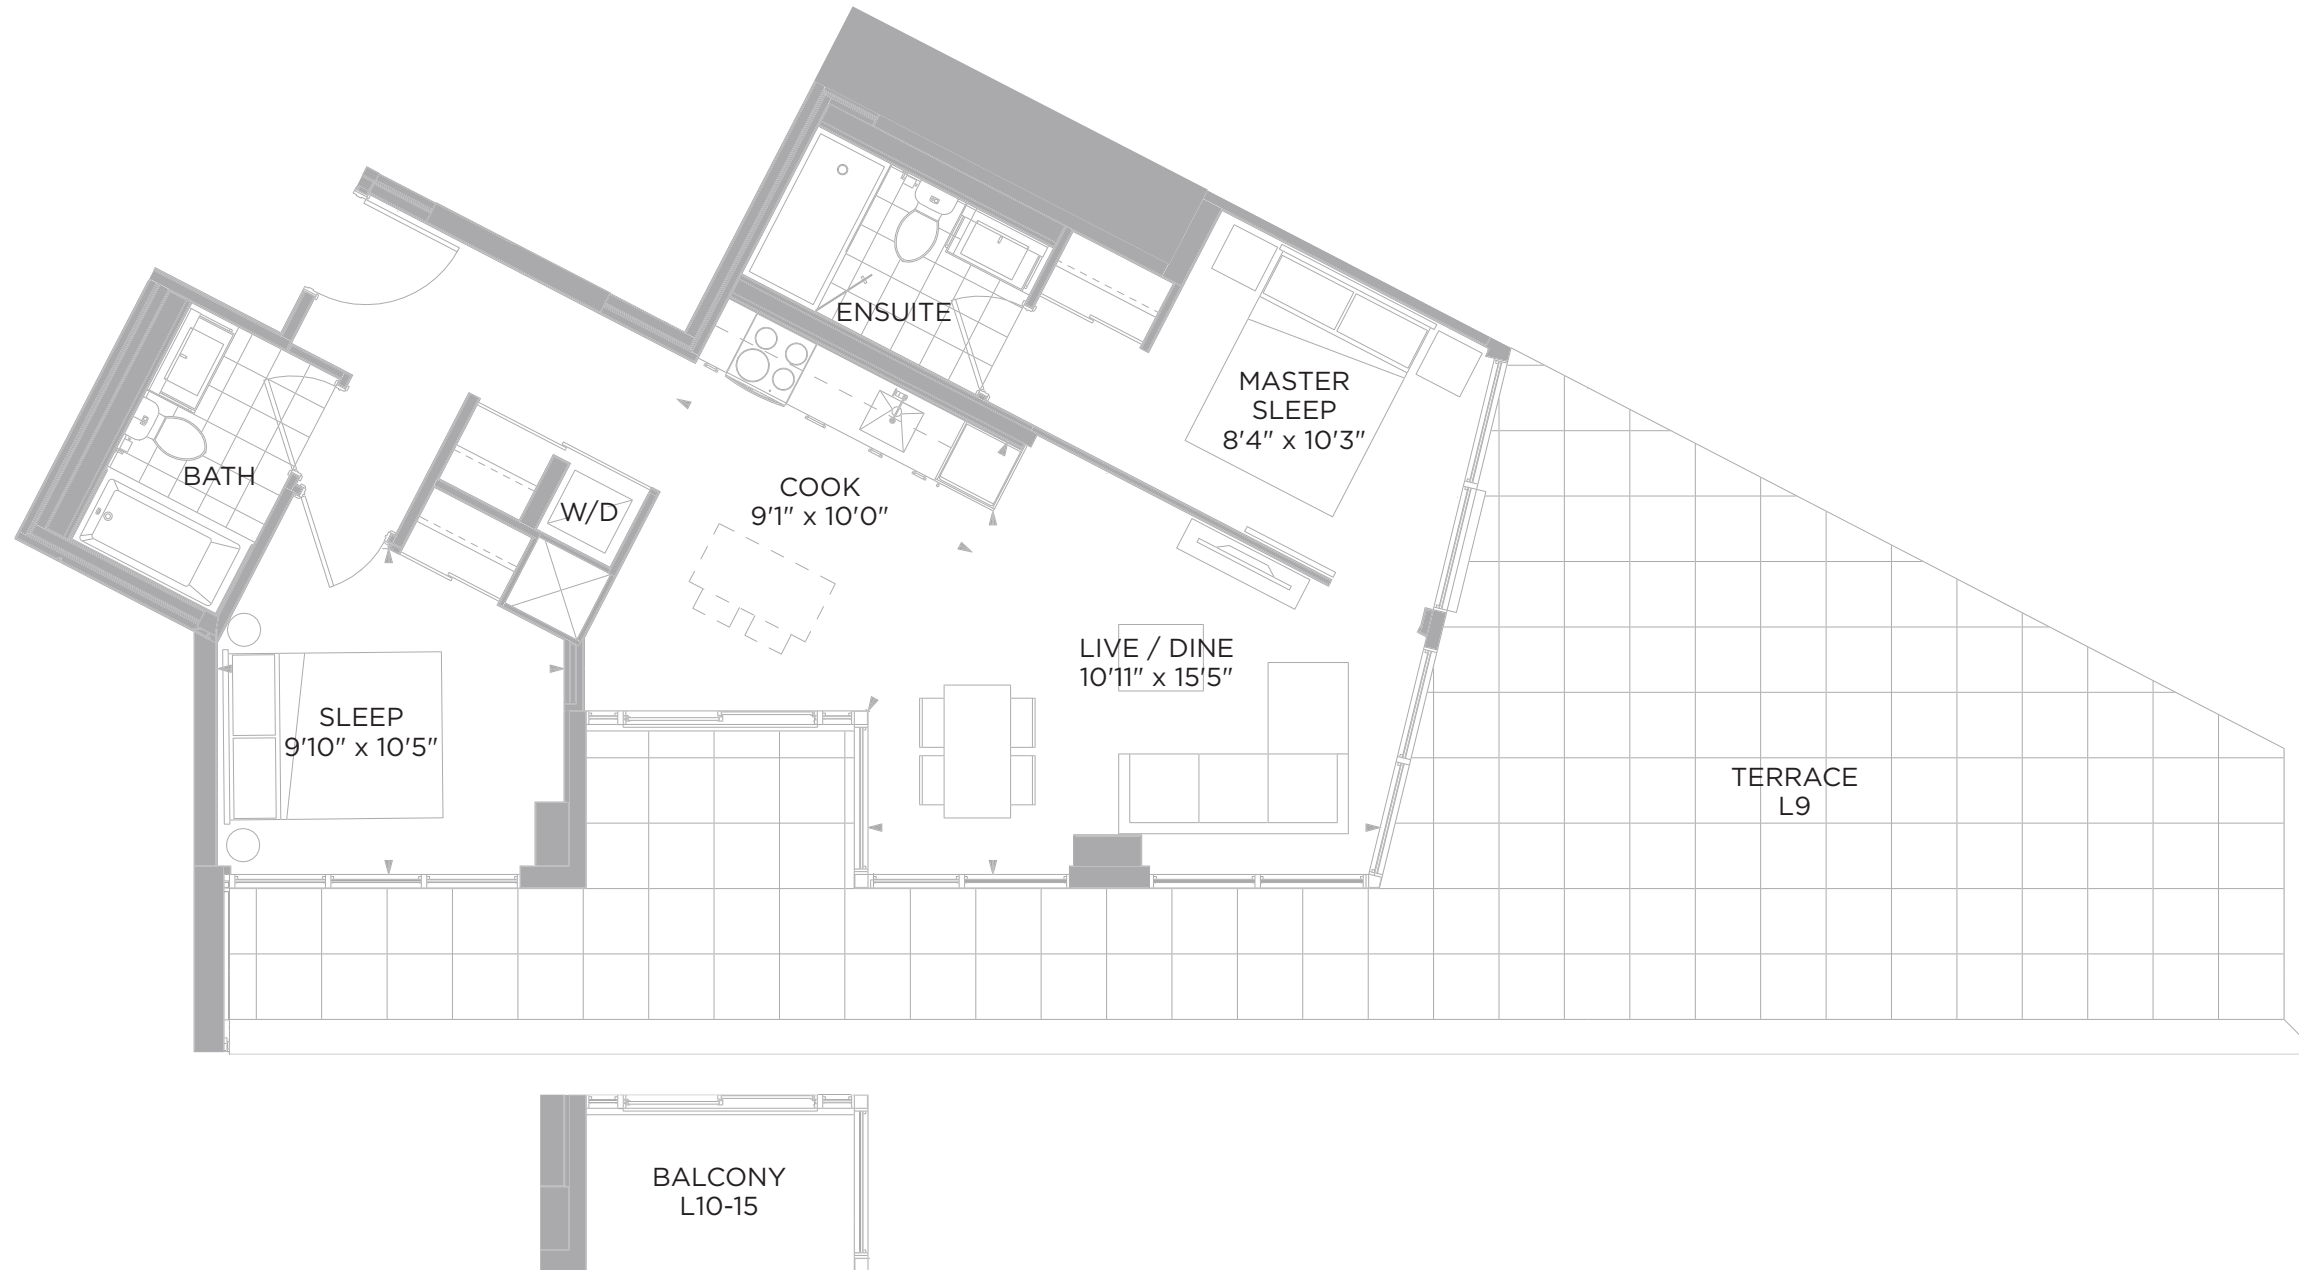 ENSUITE
MASTER
SLEEP
8'4" x 10'3"
BATH
W/D
COOK
9'1" x 10'0"
LIVE / DINE
10'11" x 15'5"
SLEEP
9'10" x 10'5"
TERRACE
L9
BALCONY
L10-15